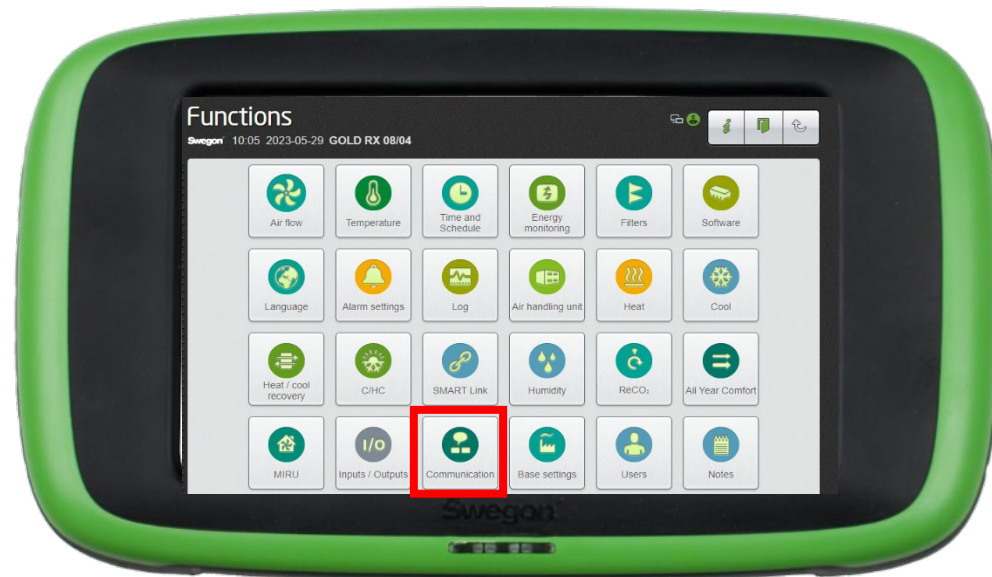 Functions
Swegon 10:05 2023-05-29 GOLD RX 08/04
Air flow
Temperature
Time and
Schedule
Energy
monitoring
Filters
Software
Language
Alarm settings
Log
Air handling unit
Heat
Cool
Heat / cool
recovery
C/HC
SMART Link
Humidity
ReCO₂
All Year Comfort
MIRU
I/O
Inputs / Outputs
Communication
Base settings
Users
Notes
Swegon